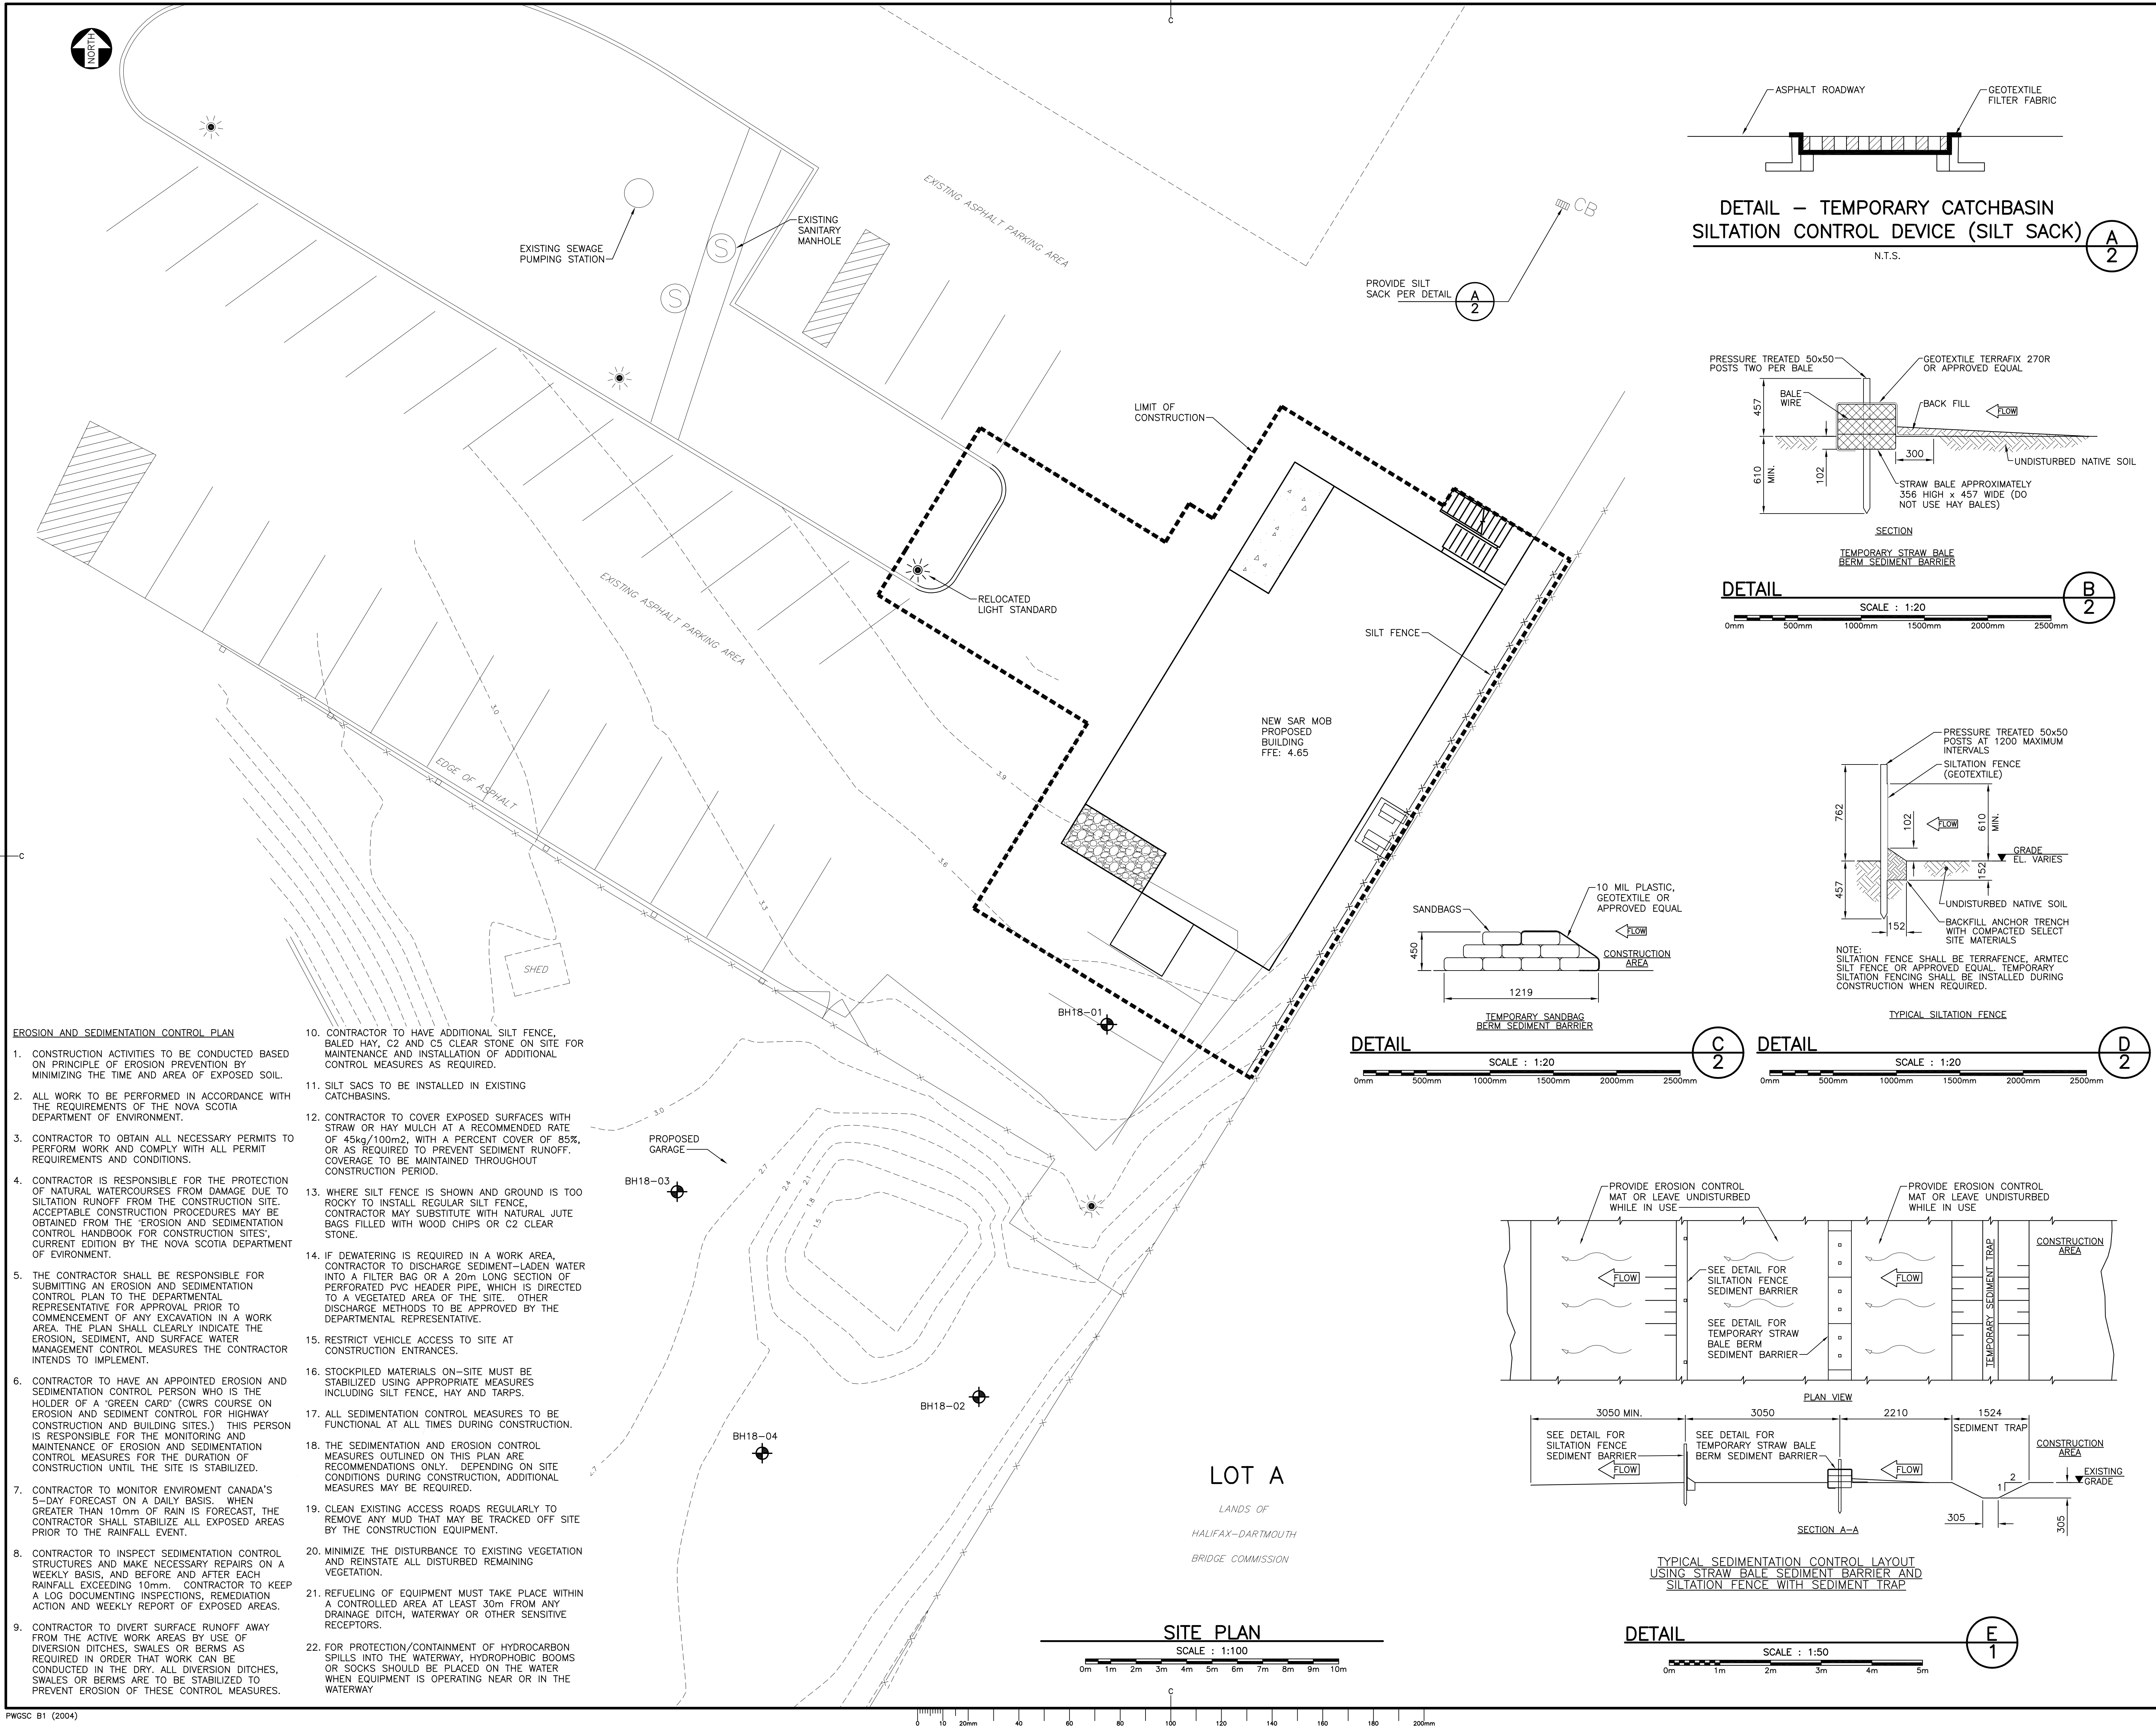 C
NORTH
EXISTING SEWAGE
PUMPING STATION
EXISTING
SANITARY
MANHOLE
S
S
EXISTING ASPHALT PARKING AREA
CB
PROVIDE SILT
SACK PER DETAIL
A
2
LIMIT OF
CONSTRUCTION
RELOCATED
LIGHT STANDARD
EXISTING ASPHALT PARKING AREA
SILT FENCE
NEW SAR MOB
PROPOSED
BUILDING
FFE: 4.65
EDGE OF ASPHALT
3.0
3.9
3.6
3.3
C
SHED
BH18-01
3.0
PROPOSED
GARAGE
BH18-03
2.7
2.4
2.1
1.8
1.5
BH18-02
BH18-04
2.7
LOT A
LANDS OF
HALIFAX-DARTMOUTH
BRIDGE COMMISSION
SITE PLAN
SCALE : 1:100
0m 1m 2m 3m 4m 5m 6m 7m 8m 9m 10m
C
ASPHALT ROADWAY
GEOTEXTILE
FILTER FABRIC
DETAIL – TEMPORARY CATCHBASIN
SILTATION CONTROL DEVICE (SILT SACK)
A
2
N.T.S.
PRESSURE TREATED 50x50
POSTS TWO PER BALE
GEOTEXTILE TERRAFIX 270R
OR APPROVED EQUAL
BALE
WIRE
BACK FILL
FLOW
457
610
MIN.
102
300
UNDISTURBED NATIVE SOIL
STRAW BALE APPROXIMATELY
356 HIGH x 457 WIDE (DO
NOT USE HAY BALES)
SECTION
TEMPORARY STRAW BALE
BERM SEDIMENT BARRIER
DETAIL
B
2
SCALE : 1:20
0mm 500mm 1000mm 1500mm 2000mm 2500mm
SANDBAGS
10 MIL PLASTIC,
GEOTEXTILE OR
APPROVED EQUAL
FLOW
CONSTRUCTION
AREA
450
1219
TEMPORARY SANDBAG
BERM SEDIMENT BARRIER
DETAIL
C
2
SCALE : 1:20
0mm 500mm 1000mm 1500mm 2000mm 2500mm
PRESSURE TREATED 50x50
POSTS AT 1200 MAXIMUM
INTERVALS
SILTATION FENCE
(GEOTEXTILE)
762
102
FLOW
610
MIN.
GRADE
EL. VARIES
457
152
152
UNDISTURBED NATIVE SOIL
BACKFILL ANCHOR TRENCH
WITH COMPACTED SELECT
SITE MATERIALS
NOTE:
SILTATION FENCE SHALL BE TERRAFENCE, ARMTEC
SILT FENCE OR APPROVED EQUAL. TEMPORARY
SILTATION FENCING SHALL BE INSTALLED DURING
CONSTRUCTION WHEN REQUIRED.
TYPICAL SILTATION FENCE
DETAIL
D
2
SCALE : 1:20
0mm 500mm 1000mm 1500mm 2000mm 2500mm
PROVIDE EROSION CONTROL
MAT OR LEAVE UNDISTURBED
WHILE IN USE
PROVIDE EROSION CONTROL
MAT OR LEAVE UNDISTURBED
WHILE IN USE
FLOW
SEE DETAIL FOR
SILTATION FENCE
SEDIMENT BARRIER
SEE DETAIL FOR
TEMPORARY STRAW
BALE BERM
SEDIMENT BARRIER
FLOW
TEMPORARY SEDIMENT TRAP
CONSTRUCTION
AREA
PLAN VIEW
3050 MIN.
3050
2210
1524
SEDIMENT TRAP
SEE DETAIL FOR
SILTATION FENCE
SEDIMENT BARRIER
SEE DETAIL FOR
TEMPORARY STRAW BALE
BERM SEDIMENT BARRIER
FLOW
FLOW
CONSTRUCTION
AREA
EXISTING
GRADE
2
1
305
305
SECTION A-A
TYPICAL SEDIMENTATION CONTROL LAYOUT
USING STRAW BALE SEDIMENT BARRIER AND
SILTATION FENCE WITH SEDIMENT TRAP
DETAIL
E
1
SCALE : 1:50
0m 1m 2m 3m 4m 5m
EROSION AND SEDIMENTATION CONTROL PLAN
1. CONSTRUCTION ACTIVITIES TO BE CONDUCTED BASED
ON PRINCIPLE OF EROSION PREVENTION BY
MINIMIZING THE TIME AND AREA OF EXPOSED SOIL.
2. ALL WORK TO BE PERFORMED IN ACCORDANCE WITH
THE REQUIREMENTS OF THE NOVA SCOTIA
DEPARTMENT OF ENVIRONMENT.
3. CONTRACTOR TO OBTAIN ALL NECESSARY PERMITS TO
PERFORM WORK AND COMPLY WITH ALL PERMIT
REQUIREMENTS AND CONDITIONS.
4. CONTRACTOR IS RESPONSIBLE FOR THE PROTECTION
OF NATURAL WATERCOURSES FROM DAMAGE DUE TO
SILTATION RUNOFF FROM THE CONSTRUCTION SITE.
ACCEPTABLE CONSTRUCTION PROCEDURES MAY BE
OBTAINED FROM THE 'EROSION AND SEDIMENTATION
CONTROL HANDBOOK FOR CONSTRUCTION SITES',
CURRENT EDITION BY THE NOVA SCOTIA DEPARTMENT
OF EVIRONMENT.
5. THE CONTRACTOR SHALL BE RESPONSIBLE FOR
SUBMITTING AN EROSION AND SEDIMENTATION
CONTROL PLAN TO THE DEPARTMENTAL
REPRESENTATIVE FOR APPROVAL PRIOR TO
COMMENCEMENT OF ANY EXCAVATION IN A WORK
AREA. THE PLAN SHALL CLEARLY INDICATE THE
EROSION, SEDIMENT, AND SURFACE WATER
MANAGEMENT CONTROL MEASURES THE CONTRACTOR
INTENDS TO IMPLEMENT.
6. CONTRACTOR TO HAVE AN APPOINTED EROSION AND
SEDIMENTATION CONTROL PERSON WHO IS THE
HOLDER OF A 'GREEN CARD' (CWRS COURSE ON
EROSION AND SEDIMENT CONTROL FOR HIGHWAY
CONSTRUCTION AND BUILDING SITES.) THIS PERSON
IS RESPONSIBLE FOR THE MONITORING AND
MAINTENANCE OF EROSION AND SEDIMENTATION
CONTROL MEASURES FOR THE DURATION OF
CONSTRUCTION UNTIL THE SITE IS STABILIZED.
7. CONTRACTOR TO MONITOR ENVIROMENT CANADA'S
5-DAY FORECAST ON A DAILY BASIS. WHEN
GREATER THAN 10mm OF RAIN IS FORECAST, THE
CONTRACTOR SHALL STABILIZE ALL EXPOSED AREAS
PRIOR TO THE RAINFALL EVENT.
8. CONTRACTOR TO INSPECT SEDIMENTATION CONTROL
STRUCTURES AND MAKE NECESSARY REPAIRS ON A
WEEKLY BASIS, AND BEFORE AND AFTER EACH
RAINFALL EXCEEDING 10mm. CONTRACTOR TO KEEP
A LOG DOCUMENTING INSPECTIONS, REMEDIATION
ACTION AND WEEKLY REPORT OF EXPOSED AREAS.
9. CONTRACTOR TO DIVERT SURFACE RUNOFF AWAY
FROM THE ACTIVE WORK AREAS BY USE OF
DIVERSION DITCHES, SWALES OR BERMS AS
REQUIRED IN ORDER THAT WORK CAN BE
CONDUCTED IN THE DRY. ALL DIVERSION DITCHES,
SWALES OR BERMS ARE TO BE STABILIZED TO
PREVENT EROSION OF THESE CONTROL MEASURES.
10. CONTRACTOR TO HAVE ADDITIONAL SILT FENCE,
BALED HAY, C2 AND C5 CLEAR STONE ON SITE FOR
MAINTENANCE AND INSTALLATION OF ADDITIONAL
CONTROL MEASURES AS REQUIRED.
11. SILT SACS TO BE INSTALLED IN EXISTING
CATCHBASINS.
12. CONTRACTOR TO COVER EXPOSED SURFACES WITH
STRAW OR HAY MULCH AT A RECOMMENDED RATE
OF 45kg/100m2, WITH A PERCENT COVER OF 85%,
OR AS REQUIRED TO PREVENT SEDIMENT RUNOFF.
COVERAGE TO BE MAINTAINED THROUGHOUT
CONSTRUCTION PERIOD.
13. WHERE SILT FENCE IS SHOWN AND GROUND IS TOO
ROCKY TO INSTALL REGULAR SILT FENCE,
CONTRACTOR MAY SUBSTITUTE WITH NATURAL JUTE
BAGS FILLED WITH WOOD CHIPS OR C2 CLEAR
STONE.
14. IF DEWATERING IS REQUIRED IN A WORK AREA,
CONTRACTOR TO DISCHARGE SEDIMENT-LADEN WATER
INTO A FILTER BAG OR A 20m LONG SECTION OF
PERFORATED PVC HEADER PIPE, WHICH IS DIRECTED
TO A VEGETATED AREA OF THE SITE. OTHER
DISCHARGE METHODS TO BE APPROVED BY THE
DEPARTMENTAL REPRESENTATIVE.
15. RESTRICT VEHICLE ACCESS TO SITE AT
CONSTRUCTION ENTRANCES.
16. STOCKPILED MATERIALS ON-SITE MUST BE
STABILIZED USING APPROPRIATE MEASURES
INCLUDING SILT FENCE, HAY AND TARPS.
17. ALL SEDIMENTATION CONTROL MEASURES TO BE
FUNCTIONAL AT ALL TIMES DURING CONSTRUCTION.
18. THE SEDIMENTATION AND EROSION CONTROL
MEASURES OUTLINED ON THIS PLAN ARE
RECOMMENDATIONS ONLY. DEPENDING ON SITE
CONDITIONS DURING CONSTRUCTION, ADDITIONAL
MEASURES MAY BE REQUIRED.
19. CLEAN EXISTING ACCESS ROADS REGULARLY TO
REMOVE ANY MUD THAT MAY BE TRACKED OFF SITE
BY THE CONSTRUCTION EQUIPMENT.
20. MINIMIZE THE DISTURBANCE TO EXISTING VEGETATION
AND REINSTATE ALL DISTURBED REMAINING
VEGETATION.
21. REFUELING OF EQUIPMENT MUST TAKE PLACE WITHIN
A CONTROLLED AREA AT LEAST 30m FROM ANY
DRAINAGE DITCH, WATERWAY OR OTHER SENSITIVE
RECEPTORS.
22. FOR PROTECTION/CONTAINMENT OF HYDROCARBON
SPILLS INTO THE WATERWAY, HYDROPHOBIC BOOMS
OR SOCKS SHOULD BE PLACED ON THE WATER
WHEN EQUIPMENT IS OPERATING NEAR OR IN THE
WATERWAY
PWGSC B1 (2004)
0 10 20mm 40 60 80 100 120 140 160 180 200mm